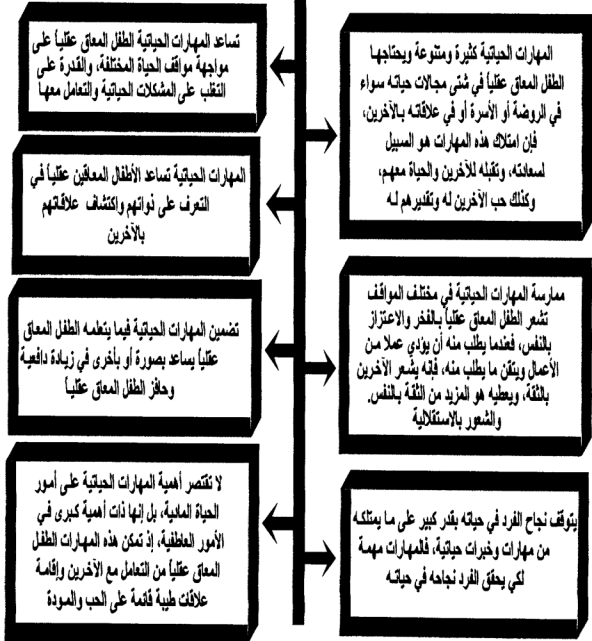 المهارات الحياتية كثيرة ومتنوعة ويحتاجها
الطفل المعاق عقلياً في شتى مجالات حياته سواء
في الروضة أو الأسرة أو في علاقاته بالآخرين،
فإن امتلاك هذه المهارات هو السبيل
لسعادته، وتقبله للآخرين والحياة معهم،
وكذلك حب الآخرين له وتقديرهم له
تساعد المهارات الحياتية الطفل المعاق عقلياً على
مواجهة مواقف الحياة المختلفة، والقدرة على
التغلب على المشكلات الحياتية والتعامل معها
المهارات الحياتية تساعد الأطفال المعاقين عقلياً في
التعرف على ذواتهم واكتشاف علاقاتهم
بالآخرين
ممارسة المهارات الحياتية في مختلف المواقف
تشعر الطفل المعاق عقلياً بالفخر والاعتزاز
بالنفس، فعندما يطلب منه أن يؤدي عملا من
الأعمال ويتقن ما يطلب منه، فإنه يشعر الآخرين
بالثقة، ويعطيه هو المزيد من الثقة بالنفس.
والشعور بالاستقلالية
تضمين المهارات الحياتية فيما يتعلمه الطفل المعاق
عقلياً يساعد بصورة أو بأخرى في زيادة دافعية
وحافز الطفل المعاق عقلياً
يتوقف نجاح الفرد في حياته بقدر كبير على ما يمتلكه
من مهارات وخبرات حياتية، فالمهارات مهمة
لكي يحقق الفرد نجاحه في حياته
لا تقتصر أهمية المهارات الحياتية على أمور
الحياة المادية، بل إنها ذات أهمية كبرى في
الأمور العاطفية، إذ تمكن هذه المهارات الطفل
المعاق عقلياً من التعامل مع الآخرين وإقامة
علاقات طيبة قائمة على الحب والمودة